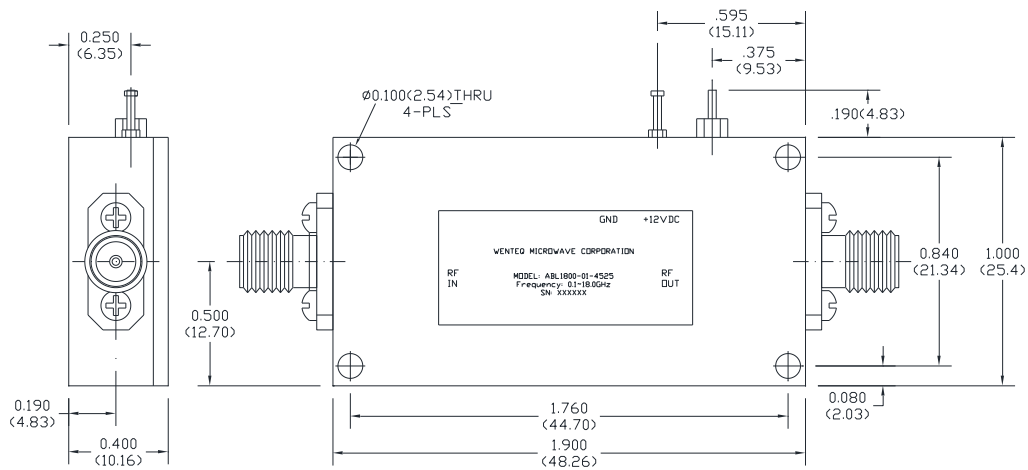 0.250
(6.35)
.595
(15.11)
.375
(9.53)
Ø0.100(2.54)THRU
4-PLS
.190(4.83)
GND +12VDC
WENTEQ MICROWAVE CORPORATION
RF
IN
MODEL: ABL1800-01-4525
Frequency: 0.1-18.0GHz
SN: XXXXXX
RF
OUT
0.840
(21.34)
1.000
(25.4)
0.500
(12.70)
0.190
(4.83)
0.400
(10.16)
1.760
(44.70)
1.900
(48.26)
0.080
(2.03)